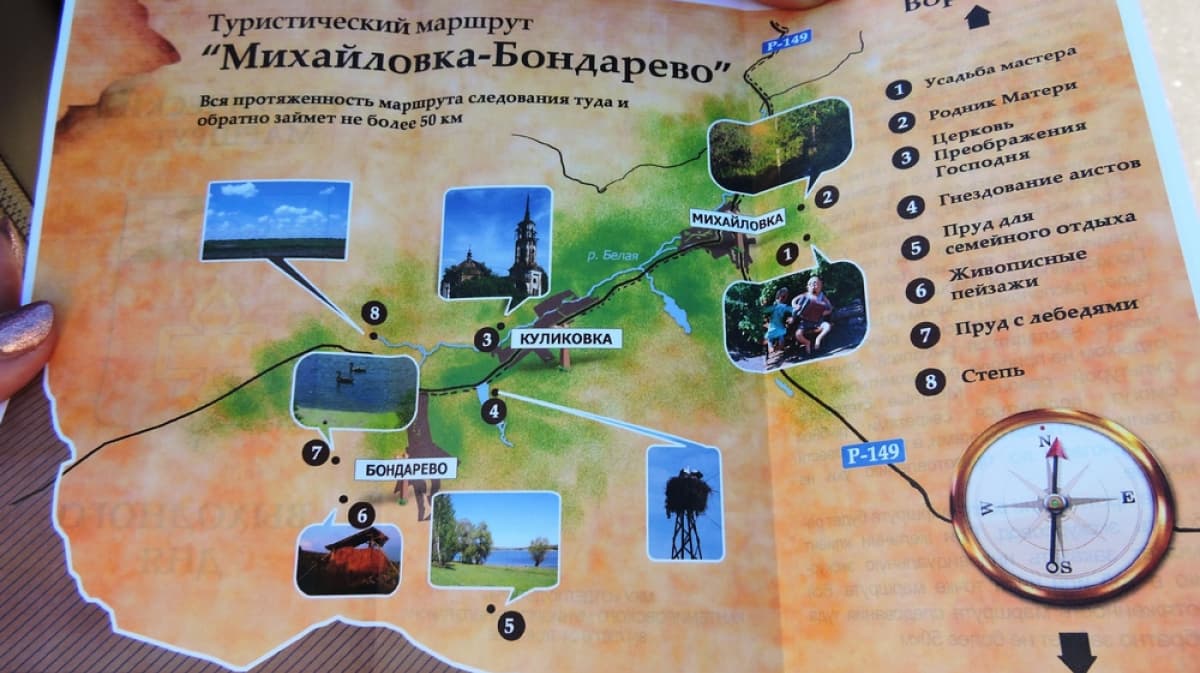 Туристический маршрут
"Михайловка-Бондарево"
Вся протяженность маршрута следования туда и
обратно займет не более 50 км
Р-149
1 Усадьба мастера
2 Родник Матери
3 Церковь
Преображения
Господня
4 Гнездование аистов
5 Пруд для
семейного отдыха
6 Живописные
пейзажи
7 Пруд с лебедями
8 Степь
2
МИХАЙЛОВКА
1
р. Белая
8
3
КУЛИКОВКА
4
7
БОНДАРЕВО
Р-149
6
5
N
W
E
S